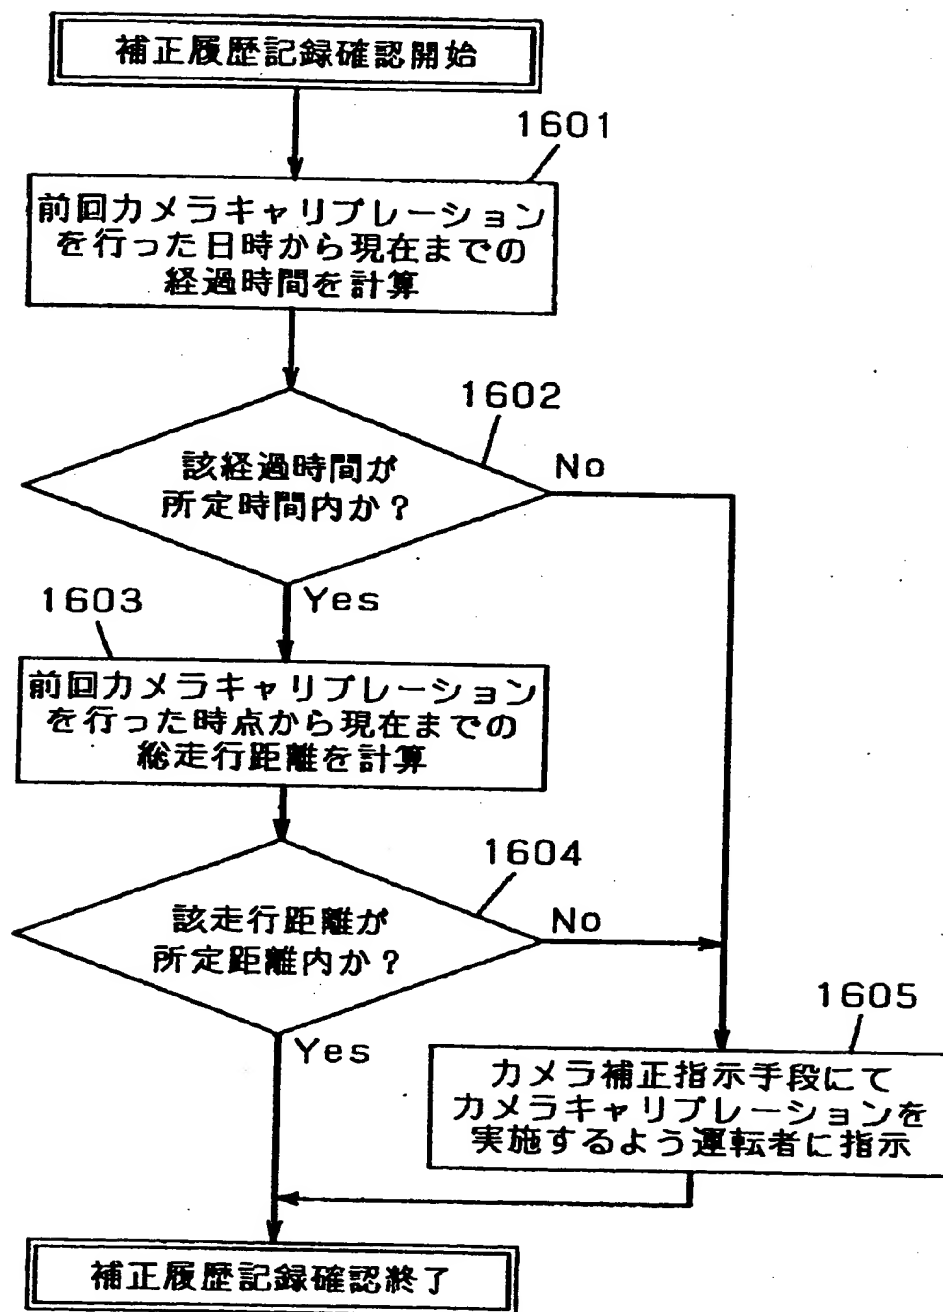 補正履歴記録確認開始
1601
前回カメラキャリブレーション
を行った日時から現在までの
経過時間を計算
1602
該経過時間が
所定時間内か？
No
Yes
1603
前回カメラキャリブレーション
を行った時点から現在までの
総走行距離を計算
1604
該走行距離が
所定距離内か？
No
Yes
1605
カメラ補正指示手段にて
カメラキャリブレーションを
実施するよう運転者に指示
補正履歴記録確認終了